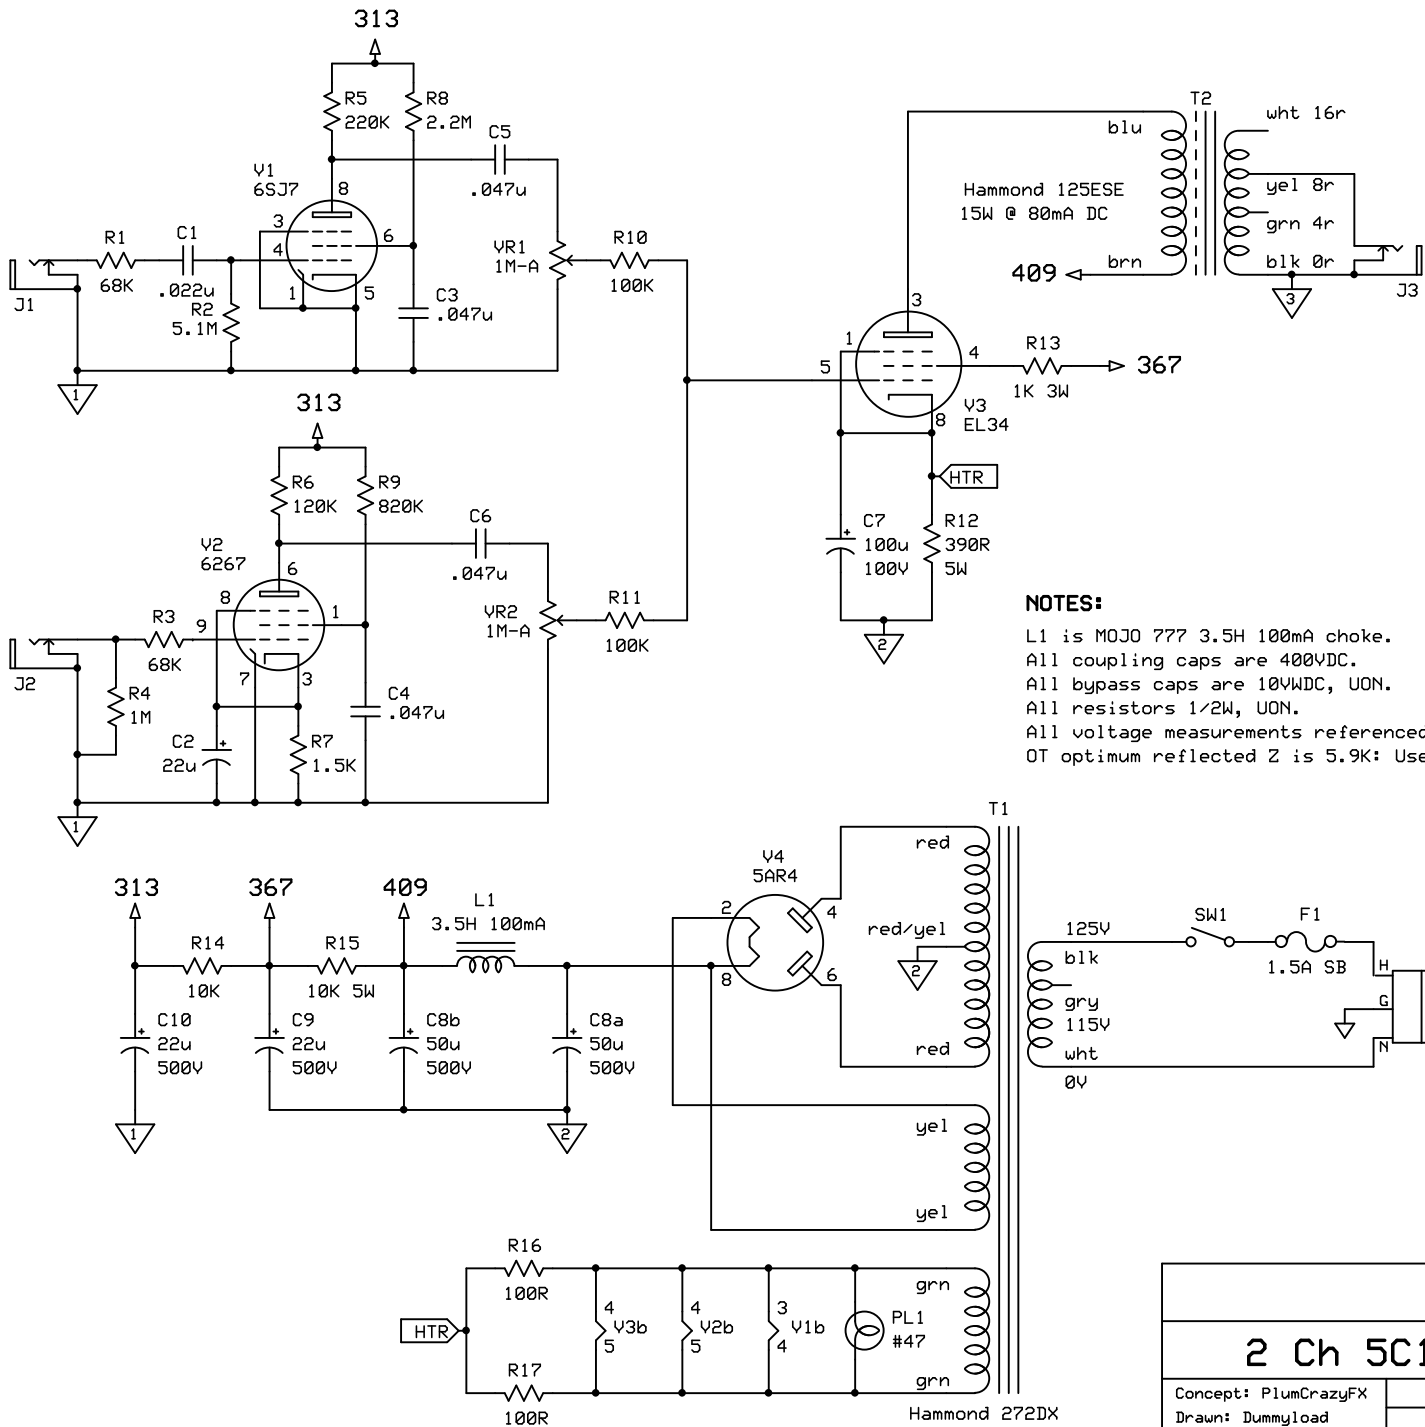 313
R5
220K
R8
2.2M
C5
.047u
V1
6SJ7
8
3
4
6
1
5
R1
68K
C1
.022u
R2
5.1M
J1
C3
.047u
VR1
1M-A
R10
100K
1
T2
wht 16r
blu
yel 8r
Hammond 125ESE
15W @ 80mA DC
grn 4r
brn
blk 0r
409
3
J3
3
1
5
4
R13
1K 3W
367
V3
EL34
8
HTR
C7
100u
100V
R12
390R
5W
2
313
R6
120K
R9
820K
C6
.047u
V2
6267
6
8
9
1
7
3
R3
68K
J2
R4
1M
C2
22u
R7
1.5K
C4
.047u
VR2
1M-A
R11
100K
1
NOTES:
L1 is MOJO 777 3.5H 100mA choke.
All coupling caps are 400VDC.
All bypass caps are 10VWDC, UON.
All resistors 1/2W, UON.
All voltage measurements referenced
OT optimum reflected Z is 5.9K: Use
313
367
409
L1
3.5H 100mA
R14
10K
R15
10K 5W
C10
22u
500V
C9
22u
500V
C8b
50u
500V
C8a
50u
500V
1
2
V4
5AR4
2
8
4
6
T1
red
red/yel
2
red
yel
yel
125V
blk
gry
115V
wht
0V
SW1
F1
1.5A SB
H
G
N
HTR
R16
100R
R17
100R
4
5
V3b
4
5
V2b
3
4
V1b
PL1
#47
grn
grn
Hammond 272DX
2 Ch 5C1
Concept: PlumCrazyFX
Drawn: Dummyload